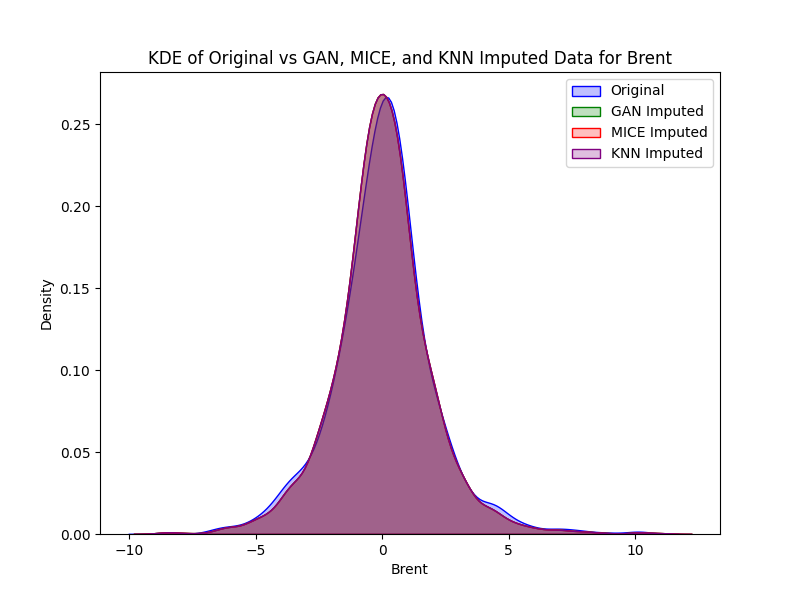 KDE of Original vs GAN, MICE, and KNN Imputed Data for Brent
Original
GAN Imputed
MICE Imputed
KNN Imputed
Density
0.25
0.20
0.15
0.10
0.05
0.00
−10
−5
0
5
10
Brent